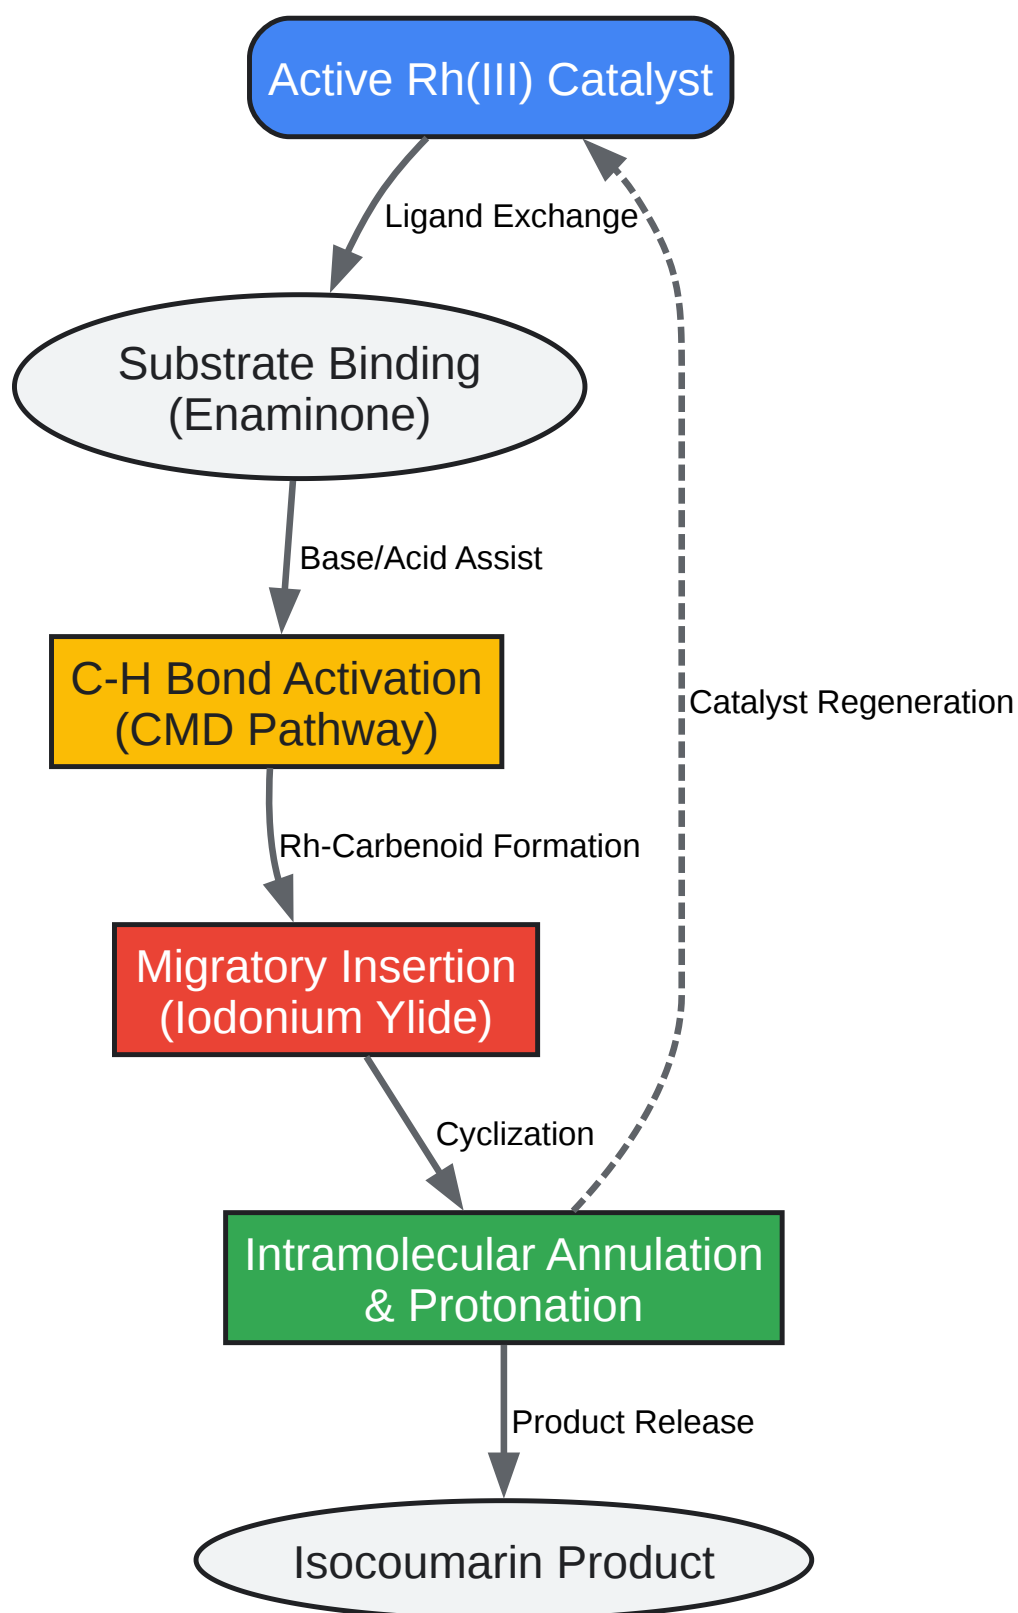 Active Rh(III) Catalyst
Ligand Exchange
Substrate Binding
(Enaminone)
Base/Acid Assist
C-H Bond Activation
(CMD Pathway)
Catalyst Regeneration
Rh-Carbenoid Formation
Migratory Insertion
(Iodonium Ylide)
Cyclization
Intramolecular Annulation
& Protonation
Product Release
Isocoumarin Product